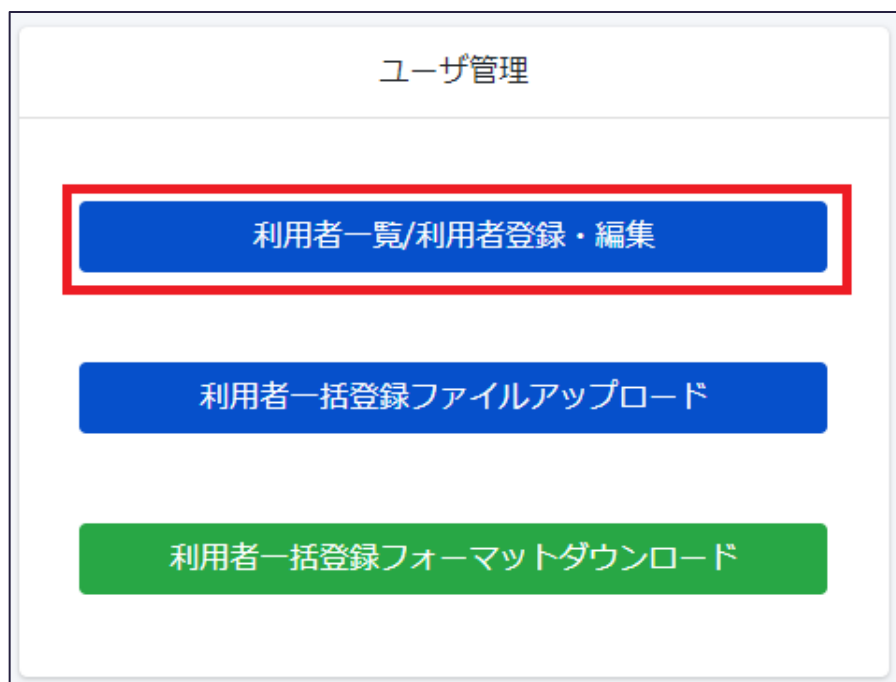 ユーザ管理
利用者一覧/利用者登録・編集
利用者一括登録ファイルアップロード
利用者一括登録フォーマットダウンロード